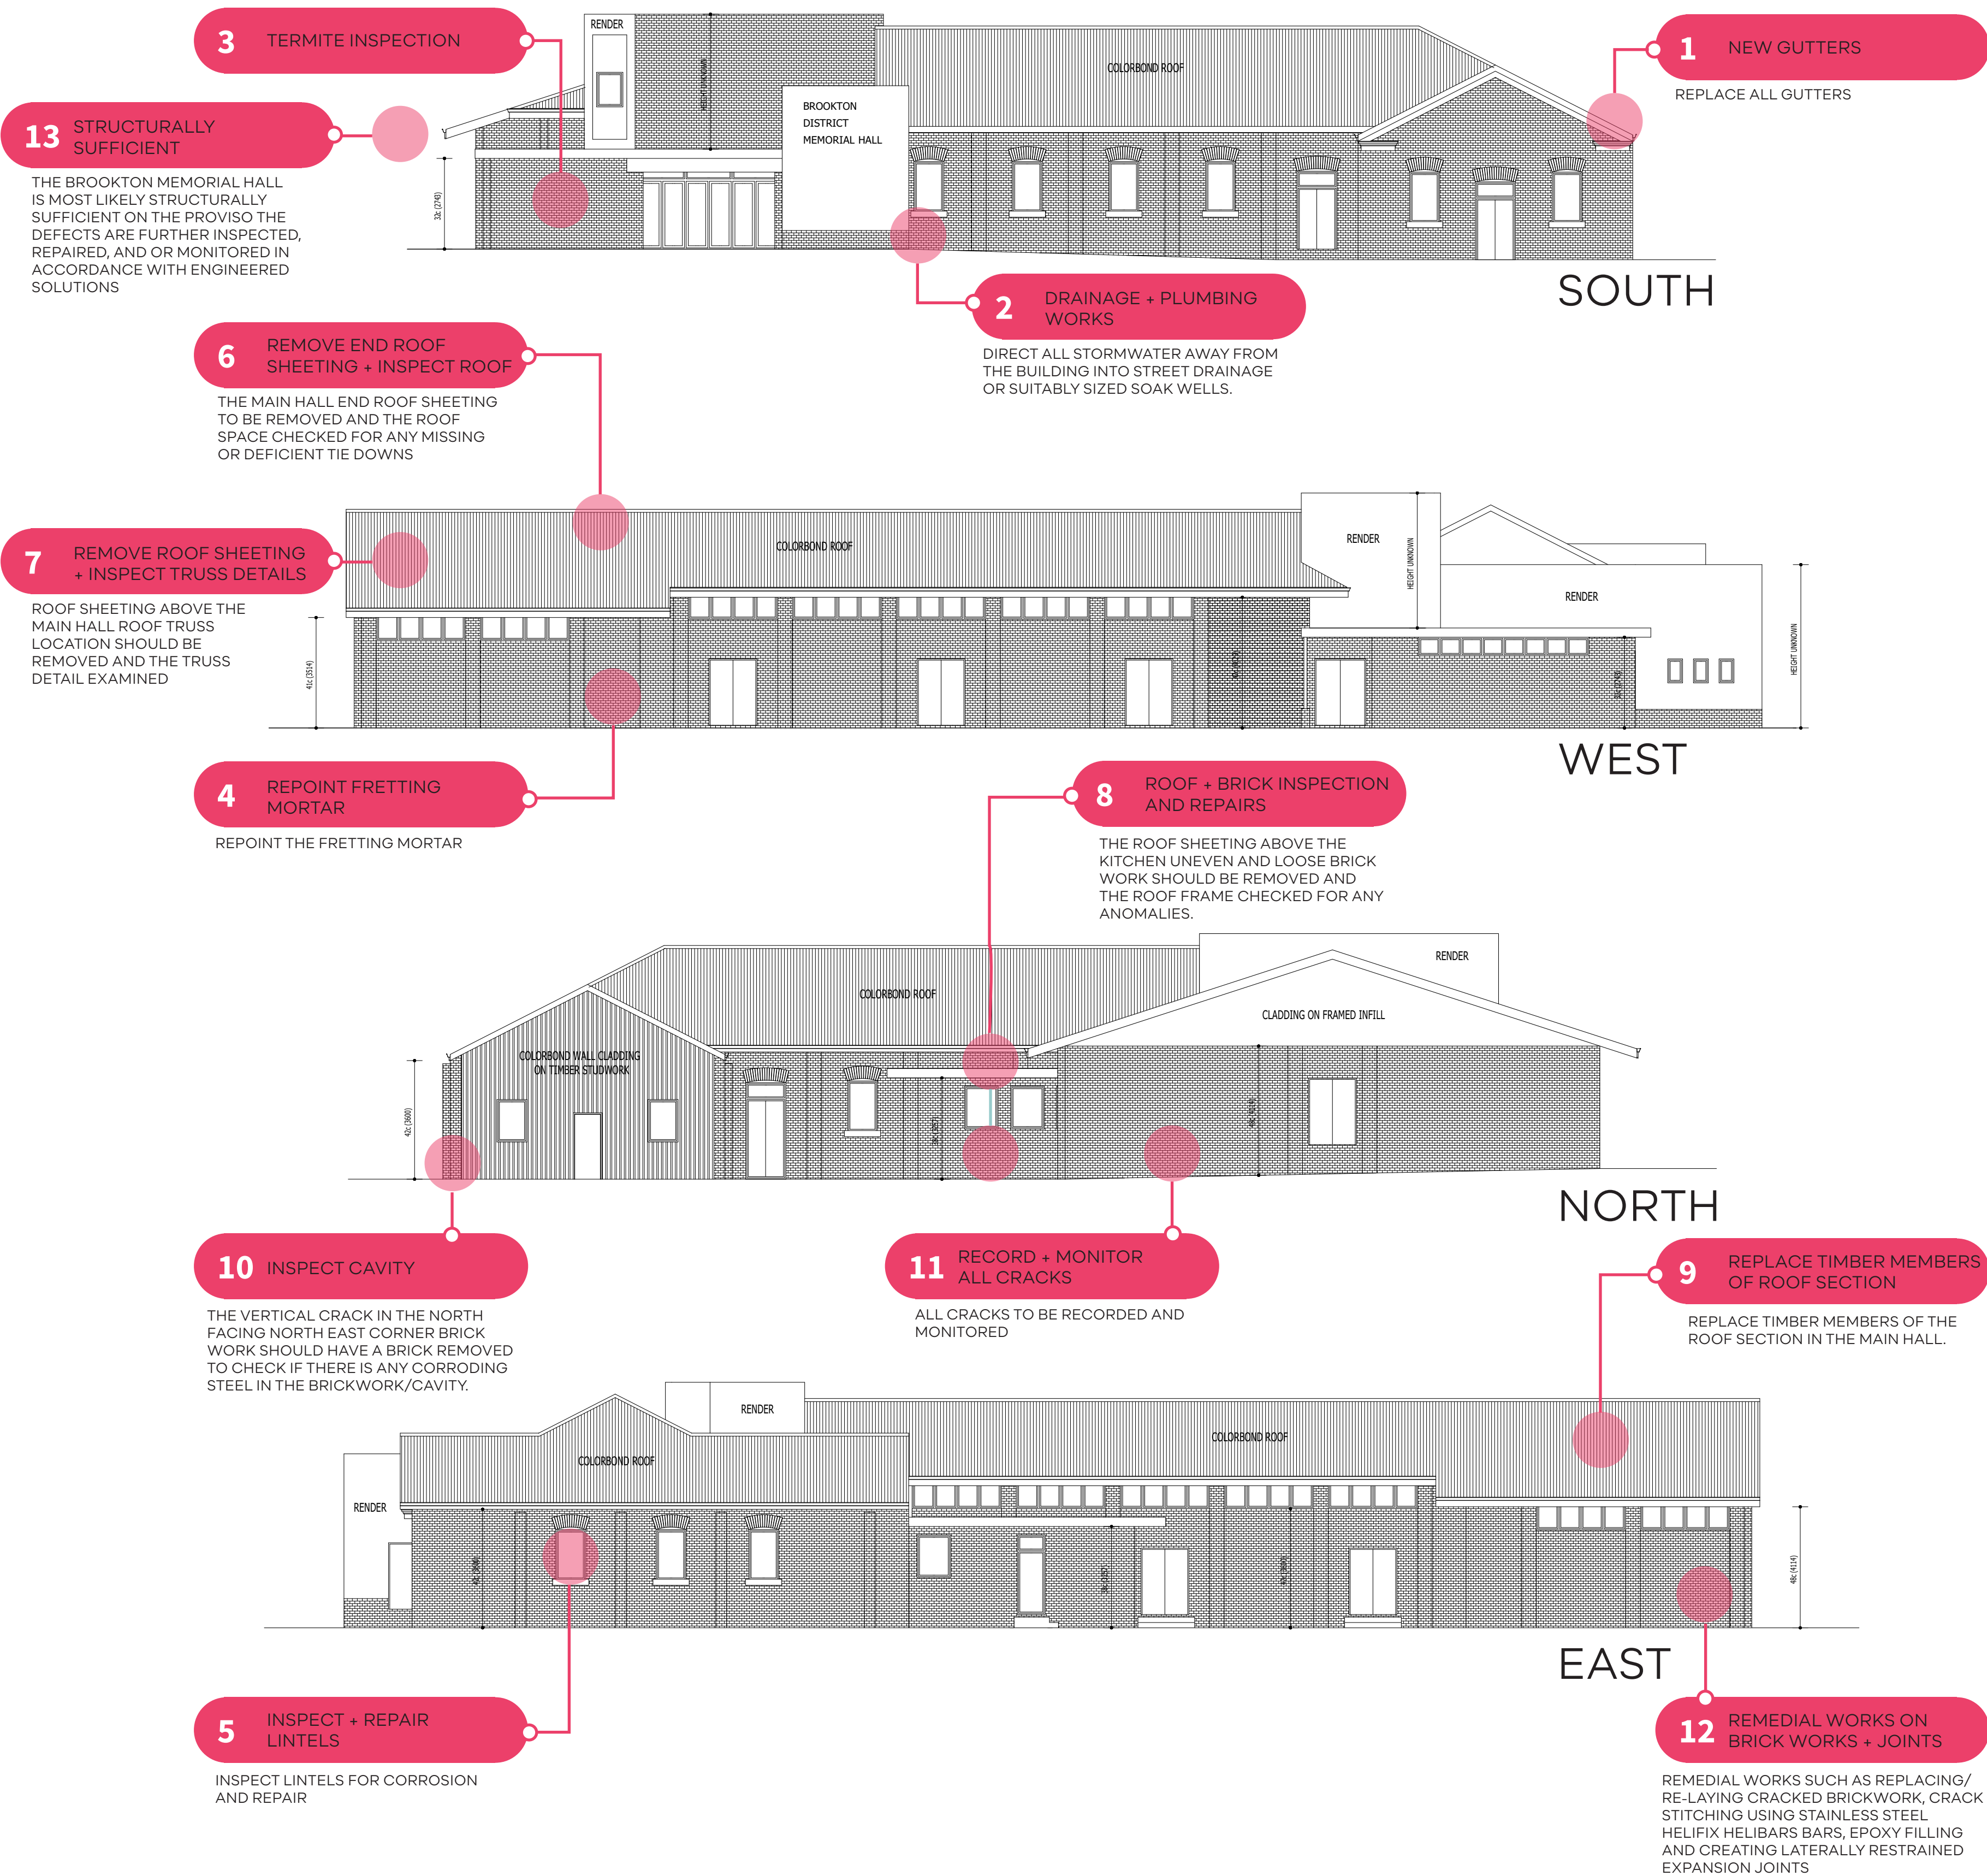 3 TERMITE INSPECTION
RENDER
HEIGHT UNKNOWN
COLORBOND ROOF
BROOKTON
DISTRICT
MEMORIAL HALL
32c (2743)
1 NEW GUTTERS
REPLACE ALL GUTTERS
13 STRUCTURALLY
SUFFICIENT
THE BROOKTON MEMORIAL HALL
IS MOST LIKELY STRUCTURALLY
SUFFICIENT ON THE PROVISO THE
DEFECTS ARE FURTHER INSPECTED,
REPAIRED, AND OR MONITORED IN
ACCORDANCE WITH ENGINEERED
SOLUTIONS
SOUTH
2 DRAINAGE + PLUMBING
WORKS
DIRECT ALL STORMWATER AWAY FROM
THE BUILDING INTO STREET DRAINAGE
OR SUITABLY SIZED SOAK WELLS.
6 REMOVE END ROOF
SHEETING + INSPECT ROOF
THE MAIN HALL END ROOF SHEETING
TO BE REMOVED AND THE ROOF
SPACE CHECKED FOR ANY MISSING
OR DEFICIENT TIE DOWNS
7 REMOVE ROOF SHEETING
+ INSPECT TRUSS DETAILS
ROOF SHEETING ABOVE THE
MAIN HALL ROOF TRUSS
LOCATION SHOULD BE
REMOVED AND THE TRUSS
DETAIL EXAMINED
COLORBOND ROOF
RENDER
HEIGHT UNKNOWN
RENDER
HEIGHT UNKNOWN
41c (3514)
32c (2743)
WEST
4 REPOINT FRETTING
MORTAR
REPOINT THE FRETTING MORTAR
8 ROOF + BRICK INSPECTION
AND REPAIRS
THE ROOF SHEETING ABOVE THE
KITCHEN UNEVEN AND LOOSE BRICK
WORK SHOULD BE REMOVED AND
THE ROOF FRAME CHECKED FOR ANY
ANOMALIES.
RENDER
COLORBOND ROOF
CLADDING ON FRAMED INFILL
COLORBOND WALL CLADDING
ON TIMBER STUDWORK
42c (3600)
NORTH
10 INSPECT CAVITY
THE VERTICAL CRACK IN THE NORTH
FACING NORTH EAST CORNER BRICK
WORK SHOULD HAVE A BRICK REMOVED
TO CHECK IF THERE IS ANY CORRODING
STEEL IN THE BRICKWORK/CAVITY.
11 RECORD + MONITOR
ALL CRACKS
ALL CRACKS TO BE RECORDED AND
MONITORED
9 REPLACE TIMBER MEMBERS
OF ROOF SECTION
REPLACE TIMBER MEMBERS OF THE
ROOF SECTION IN THE MAIN HALL.
RENDER
COLORBOND ROOF
COLORBOND ROOF
RENDER
42c (3600)
48c (4114)
EAST
5 INSPECT + REPAIR
LINTELS
INSPECT LINTELS FOR CORROSION
AND REPAIR
12 REMEDIAL WORKS ON
BRICK WORKS + JOINTS
REMEDIAL WORKS SUCH AS REPLACING/
RE-LAYING CRACKED BRICKWORK, CRACK
STITCHING USING STAINLESS STEEL
HELIFIX HELIBARS BARS, EPOXY FILLING
AND CREATING LATERALLY RESTRAINED
EXPANSION JOINTS